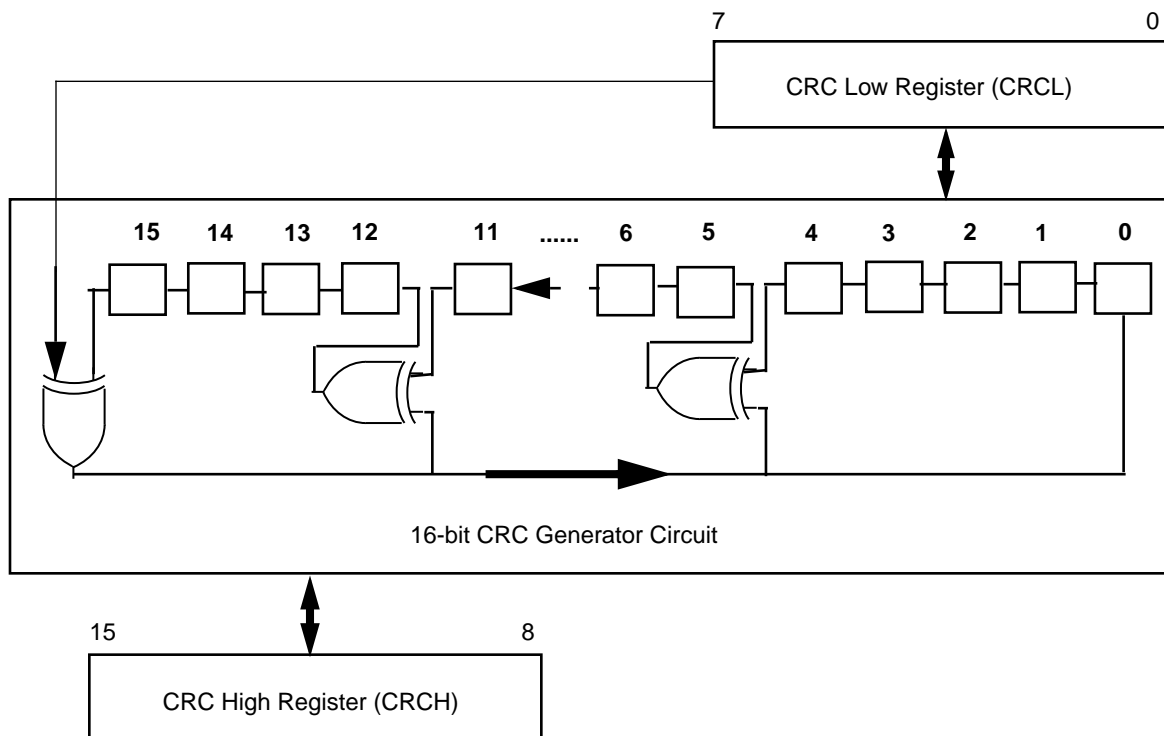 7 0
CRC Low Register (CRCL)
15 14 13 12 11 ...... 6 5 4 3 2 1 0
16-bit CRC Generator Circuit
15 8
CRC High Register (CRCH)